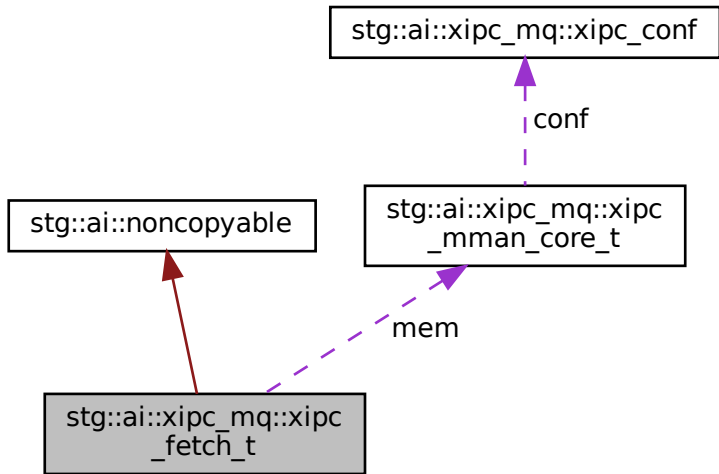 stg::ai::xipc_mq::xipc_conf
conf
stg::ai::noncopyable
stg::ai::xipc_mq::xipc
_mman_core_t
mem
stg::ai::xipc_mq::xipc
_fetch_t